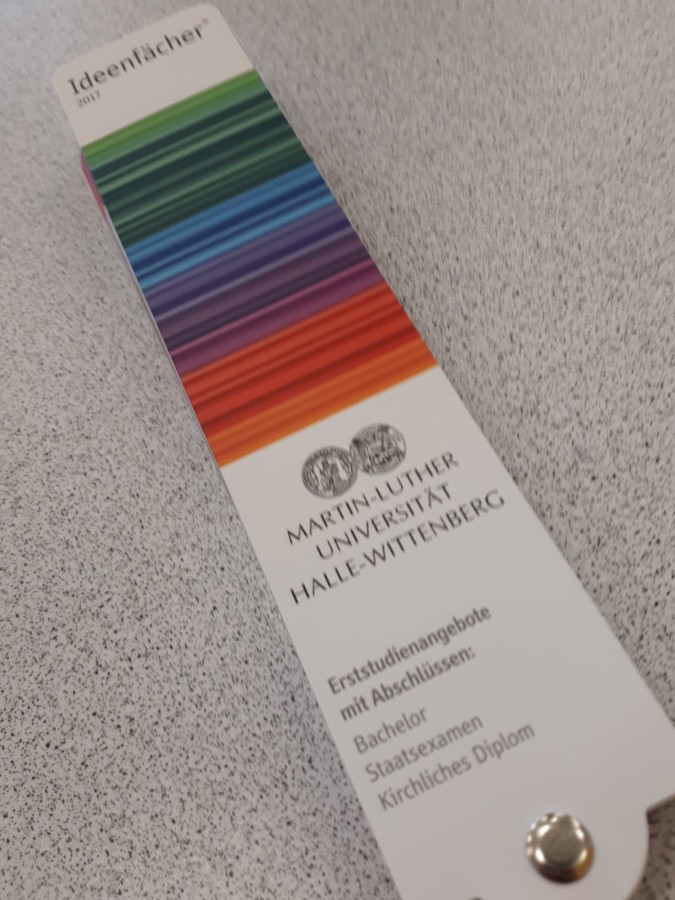 Ideenfächer®
2017
MARTIN-LUTHER
UNIVERSITÄT
HALLE-WITTENBERG
Erststudienangebote
mit Abschlüssen:
Bachelor
Staatsexamen
Kirchliches Diplom